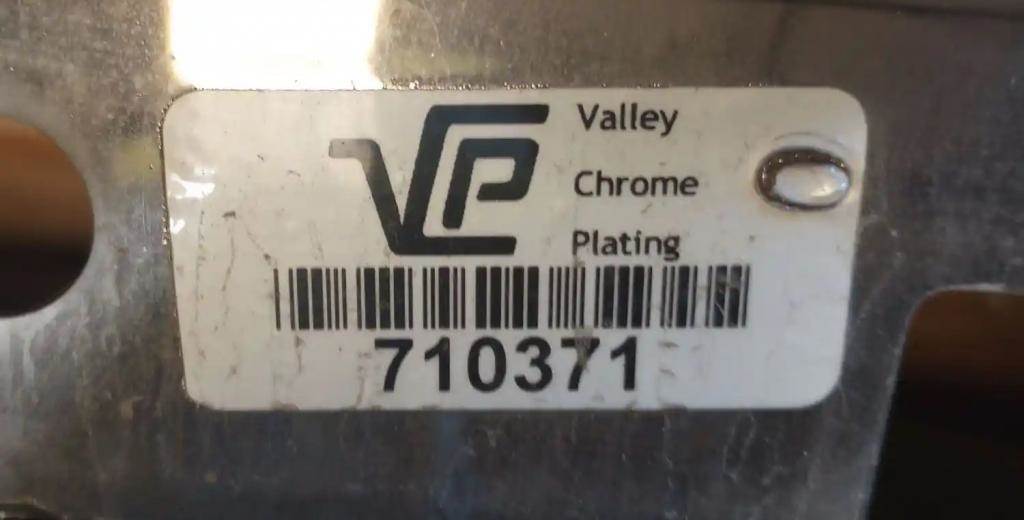 VCP
Valley
Chrome
Plating
710371